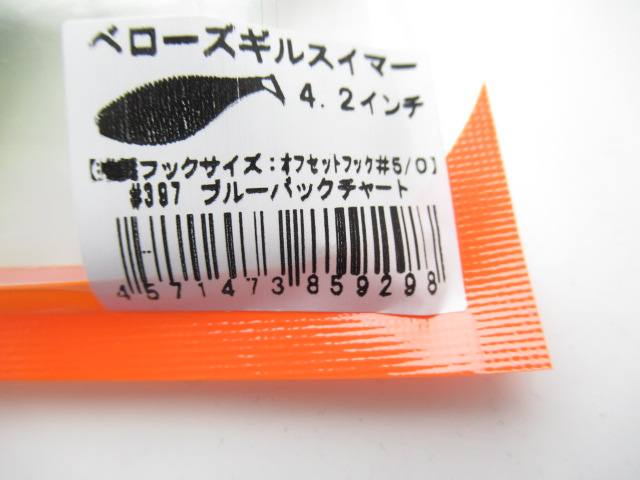 ベローズギルスイマー
4.2インチ
フックサイズ:オフセットフック#5/0】
#397 ブルーバックチャート
4571473859298